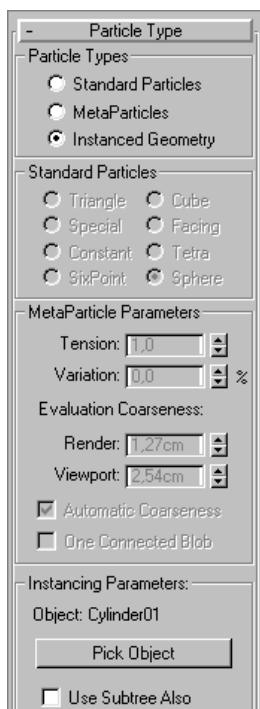 - Particle Type
Particle Types
Standard Particles
MetaParticles
Instanced Geometry
Standard Particles
Triangle Cube
Special Facing
Constant Tetra
SixPoint Sphere
MetaParticle Parameters
Tension: 1,0
Variation: 0,0 %
Evaluation Coarseness:
Render: 1,27cm
Viewport: 2,54cm
Automatic Coarseness
One Connected Blob
Instancing Parameters:
Object: Cylinder01
Pick Object
Use Subtree Also